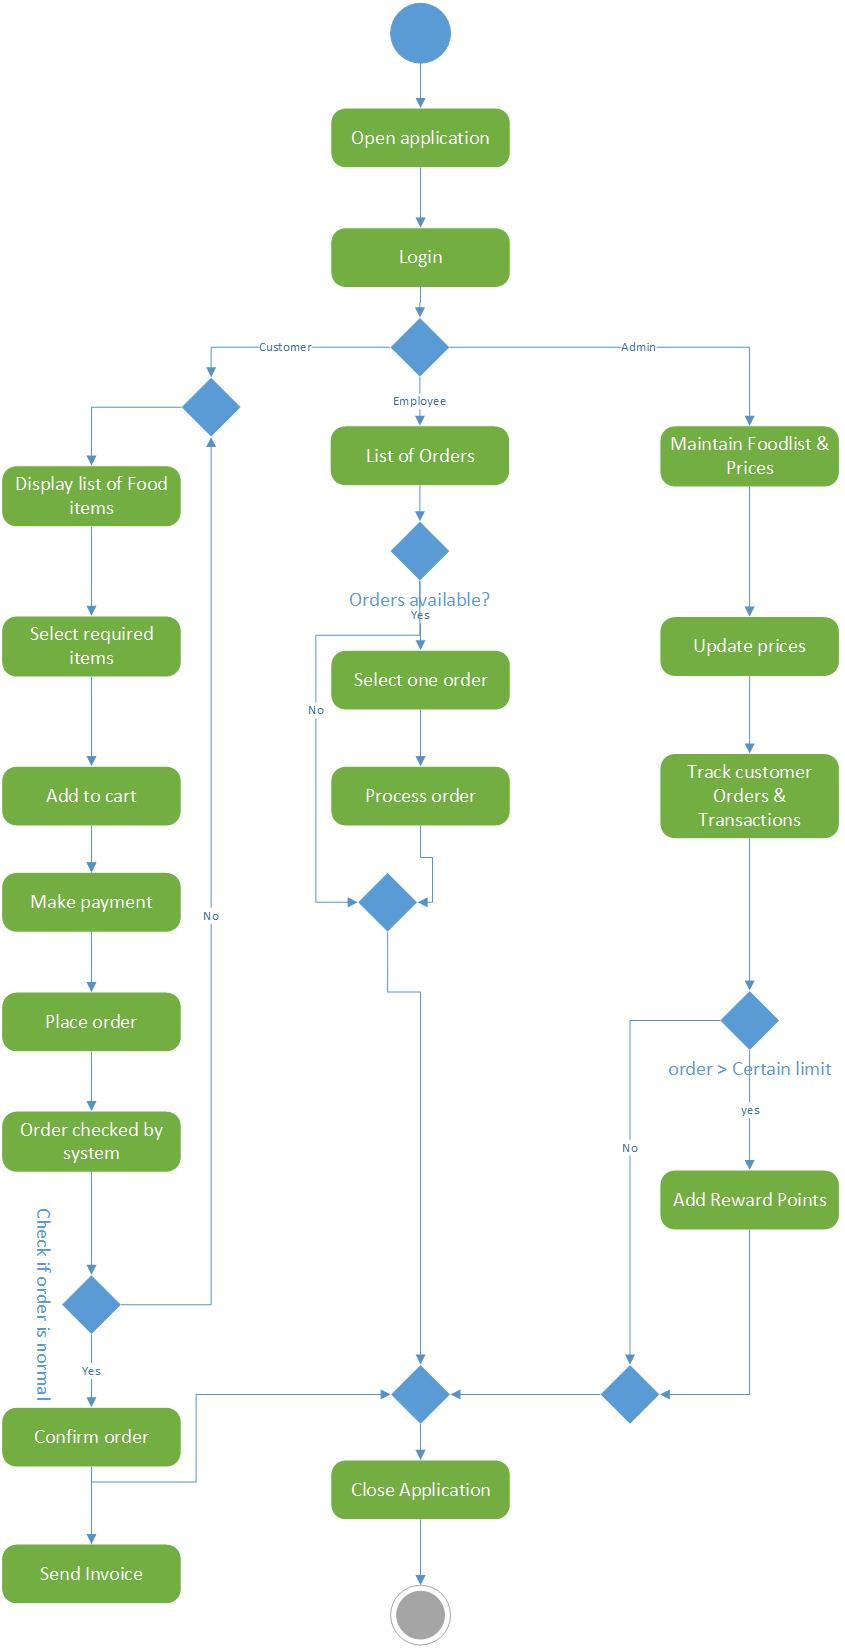 Open application
Login
Customer
Admin
Employee
Maintain Foodlist &
Prices
List of Orders
Display list of Food
items
Orders available?
Yes
Select required
items
Update prices
Select one order
No
Track customer
Orders &
Transactions
Add to cart
Process order
Make payment
No
Place order
order > Certain limit
yes
Order checked by
system
No
Add Reward Points
Check if order is normal
Yes
Confirm order
Close Application
Send Invoice